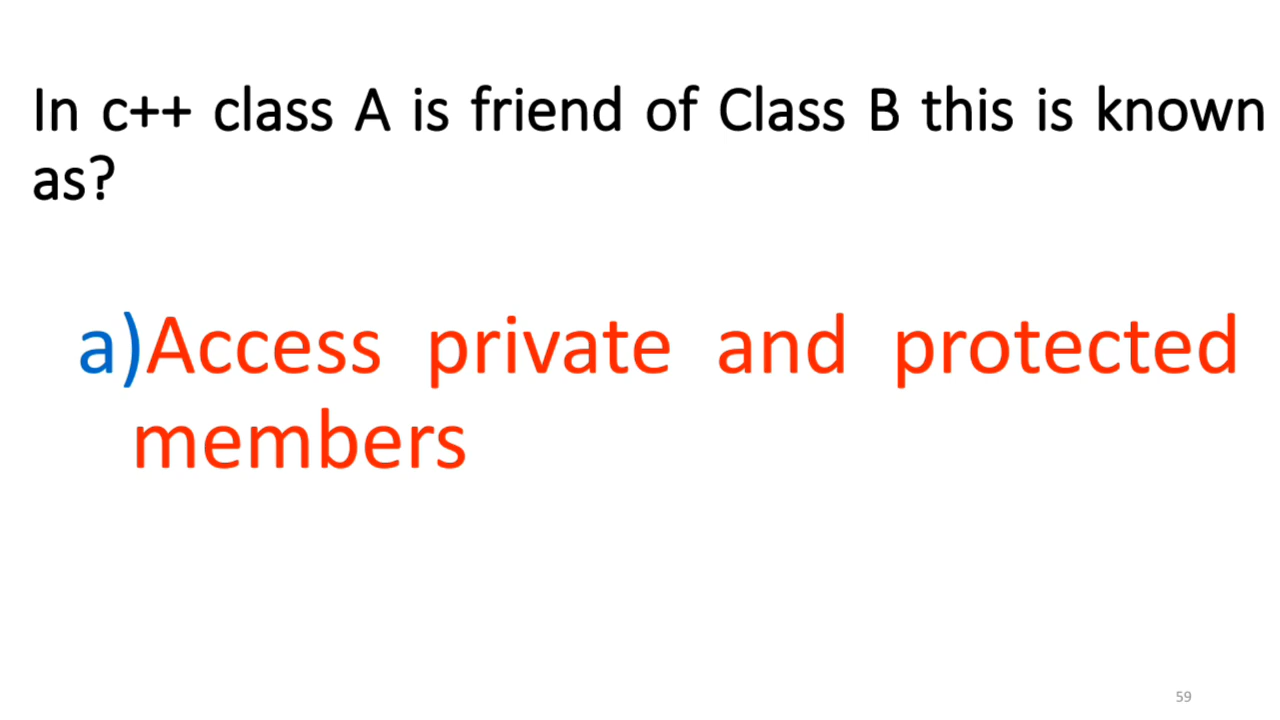 In c++ class A is friend of Class B this is known
as?
a)Access private and protected
members
59